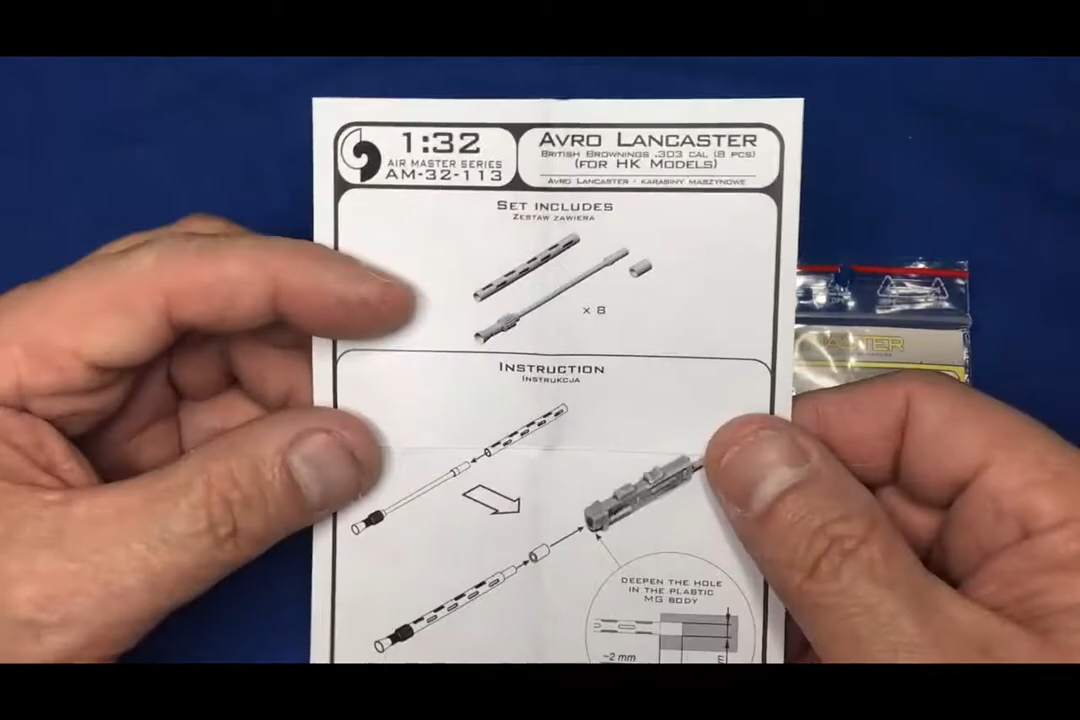 1:32
AIR MASTER SERIES
AM-32-113
AVRO LANCASTER
BRITISH BROWNINGS .303 CAL (8 PCS)
(FOR HK MODELS)
AVRO LANCASTER - KARABINY MASZYNOWE
SET INCLUDES
ZESTAW ZAWIERA
x 8
INSTRUCTION
INSTRUKCJA
DEEPEN THE HOLE
IN THE PLASTIC
MG BODY
~2 mm